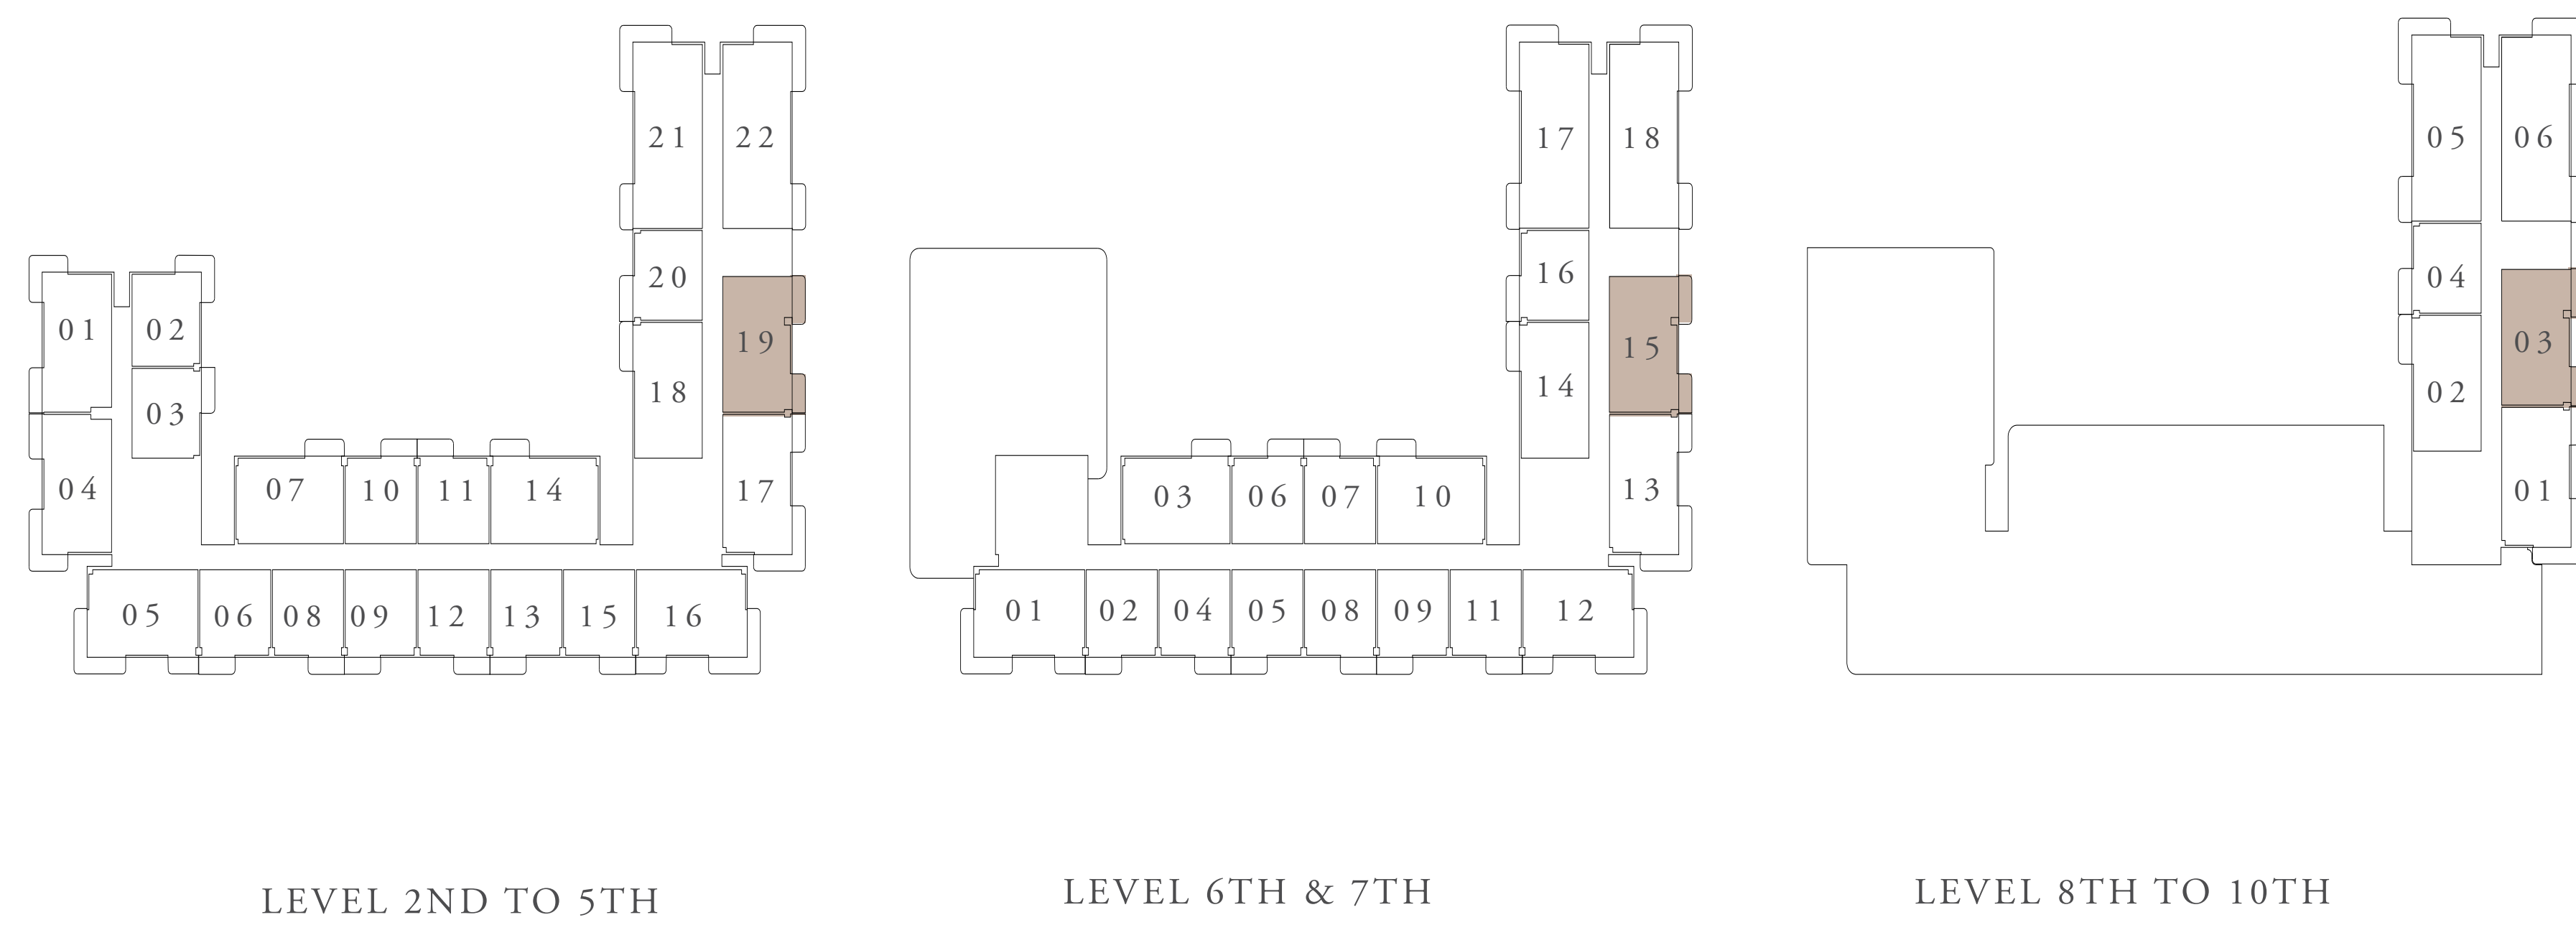 21 22
20
19
18
17
01 02
03
04
07 10 11 14
05 06 08 09 12 13 15 16
LEVEL 2ND TO 5TH
17 18
16
15
14
13
03 06 07 10
01 02 04 05 08 09 11 12
LEVEL 6TH & 7TH
05 06
04
03
02
01
LEVEL 8TH TO 10TH